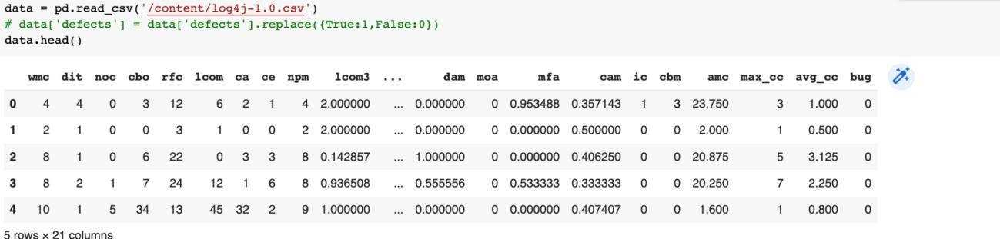 data = pd.read_csv('/content/log4j-1.0.csv')
# data['defects'] = data['defects'].replace({True:1,False:0})
data.head()
wmc dit noc cbo rfc lcom ca ce npm lcom3 ... dam moa mfa cam ic cbm amc max_cc avg_cc bug
0 4 4 0 3 12 6 2 1 4 2.000000 ... 0.000000 0 0.953488 0.357143 1 3 23.750 3 1.000 0
1 2 1 0 0 3 1 0 0 2 2.000000 ... 0.000000 0 0.000000 0.500000 0 0 2.000 1 0.500 0
2 8 1 0 6 22 0 3 3 8 0.142857 ... 1.000000 0 0.000000 0.406250 0 0 20.875 5 3.125 0
3 8 2 1 7 24 12 1 6 8 0.936508 ... 0.555556 0 0.533333 0.333333 0 0 20.250 7 2.250 0
4 10 1 5 34 13 45 32 2 9 1.000000 ... 0.000000 0 0.000000 0.407407 0 0 1.600 1 0.800 0
5 rows × 21 columns